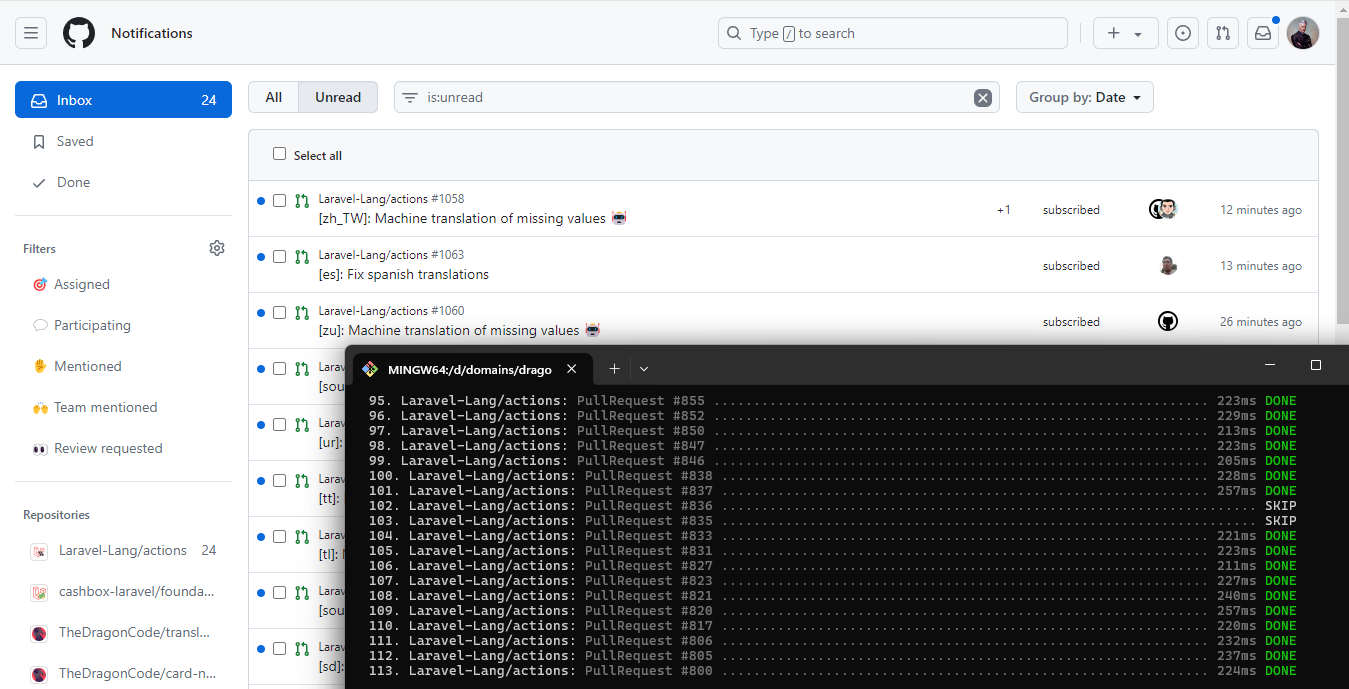 Notifications
Type / to search
Inbox 24
All Unread is:unread Group by: Date
Saved
Done
Select all
Filters
Assigned
Participating
Mentioned
Team mentioned
Review requested
Repositories
Laravel-Lang/actions 24
cashbox-laravel/founda...
TheDragonCode/transl...
TheDragonCode/card-n...
Laravel-Lang/actions #1058
[zh_TW]: Machine translation of missing values 🤖 +1 subscribed 12 minutes ago
Laravel-Lang/actions #1063
[es]: Fix spanish translations subscribed 13 minutes ago
Laravel-Lang/actions #1060
[zu]: Machine translation of missing values 🤖 subscribed 26 minutes ago
Larave
[sou
Larave
[ur]:
Larave
[tt]:
Larave
[tl]:
Larave
[sou
Larave
[sd]:
MINGW64:/d/domains/drago
95. Laravel-Lang/actions: PullRequest #855 ........ 223ms DONE
96. Laravel-Lang/actions: PullRequest #852 ........ 229ms DONE
97. Laravel-Lang/actions: PullRequest #850 ........ 213ms DONE
98. Laravel-Lang/actions: PullRequest #847 ........ 223ms DONE
99. Laravel-Lang/actions: PullRequest #846 ........ 205ms DONE
100. Laravel-Lang/actions: PullRequest #838 ........ 228ms DONE
101. Laravel-Lang/actions: PullRequest #837 ........ 257ms DONE
102. Laravel-Lang/actions: PullRequest #836 ........ SKIP
103. Laravel-Lang/actions: PullRequest #835 ........ SKIP
104. Laravel-Lang/actions: PullRequest #833 ........ 221ms DONE
105. Laravel-Lang/actions: PullRequest #831 ........ 223ms DONE
106. Laravel-Lang/actions: PullRequest #827 ........ 211ms DONE
107. Laravel-Lang/actions: PullRequest #823 ........ 227ms DONE
108. Laravel-Lang/actions: PullRequest #821 ........ 240ms DONE
109. Laravel-Lang/actions: PullRequest #820 ........ 257ms DONE
110. Laravel-Lang/actions: PullRequest #817 ........ 220ms DONE
111. Laravel-Lang/actions: PullRequest #806 ........ 232ms DONE
112. Laravel-Lang/actions: PullRequest #805 ........ 237ms DONE
113. Laravel-Lang/actions: PullRequest #800 ........ 224ms DONE